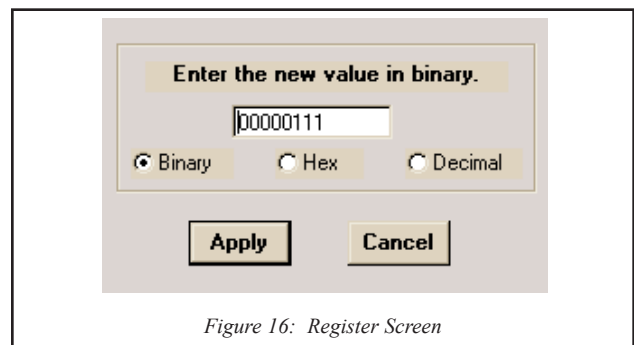 Enter the new value in binary.
00000111
Binary Hex Decimal
Apply Cancel
Figure 16: Register Screen